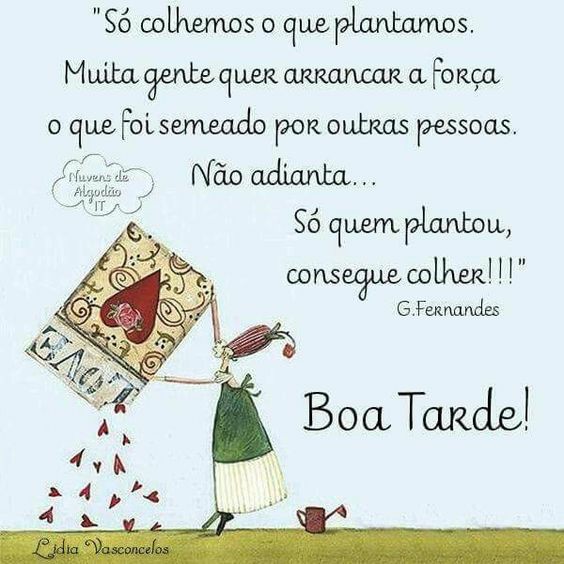 "Só colhemos o que plantamos.
Muita gente quer arrancar a força
o que foi semeado por outras pessoas.
Não adianta...
Só quem plantou,
consegue colher!!!"
G.Fernandes
Nuvens de
Algodão
IT
LOVE
Boa Tarde!
Lidia Vasconcelos